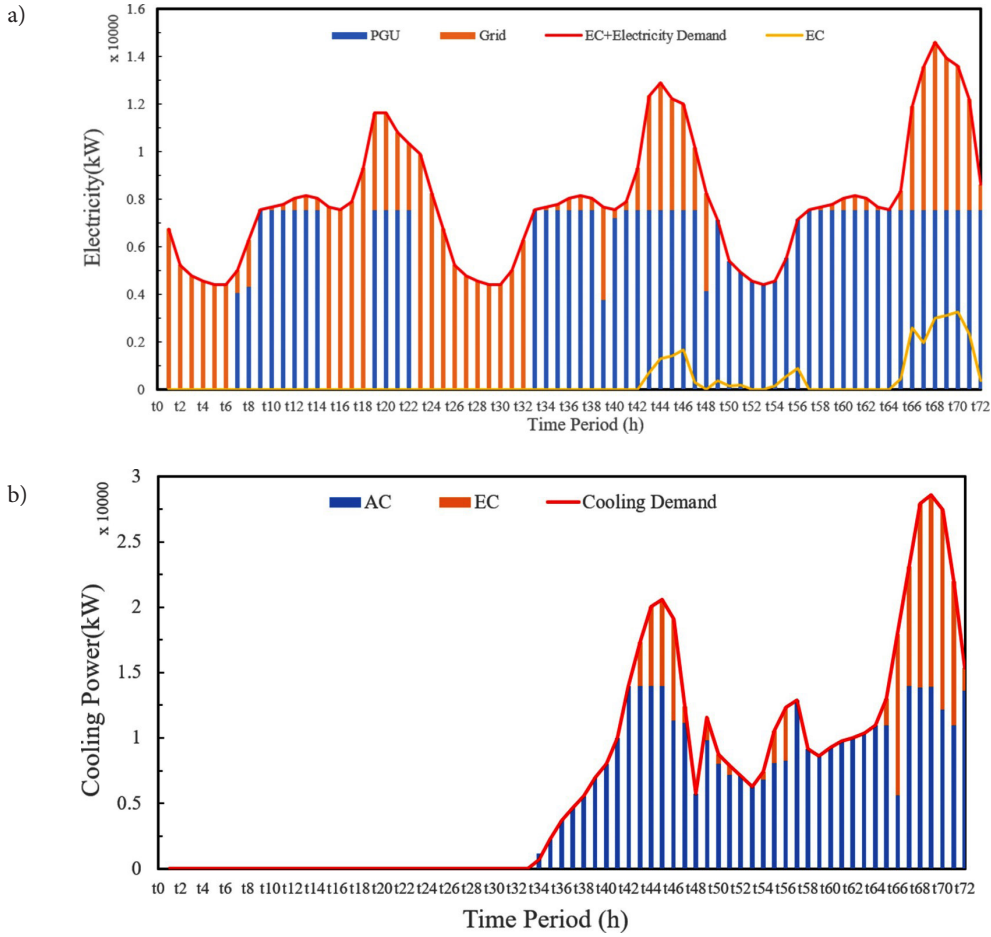 a)
x 10000
1.6
1.4
1.2
1
0.8
0.6
0.4
0.2
0
Electricity(kW)
PGU Grid EC+Electricity Demand EC
t0 t2 t4 t6 t8 t10 t12 t14 t16 t18 t20 t22 t24 t26 t28 t30 t32 t34 t36 t38 t40 t42 t44 t46 t48 t50 t52 t54 t56 t58 t60 t62 t64 t66 t68 t70 t72
Time Period (h)
b)
x 10000
3
2.5
2
1.5
1
0.5
0
Cooling Power(kW)
AC EC Cooling Demand
t0 t2 t4 t6 t8 t10 t12 t14 t16 t18 t20 t22 t24 t26 t28 t30 t32 t34 t36 t38 t40 t42 t44 t46 t48 t50 t52 t54 t56 t58 t60 t62 t64 t66 t68 t70 t72
Time Period (h)